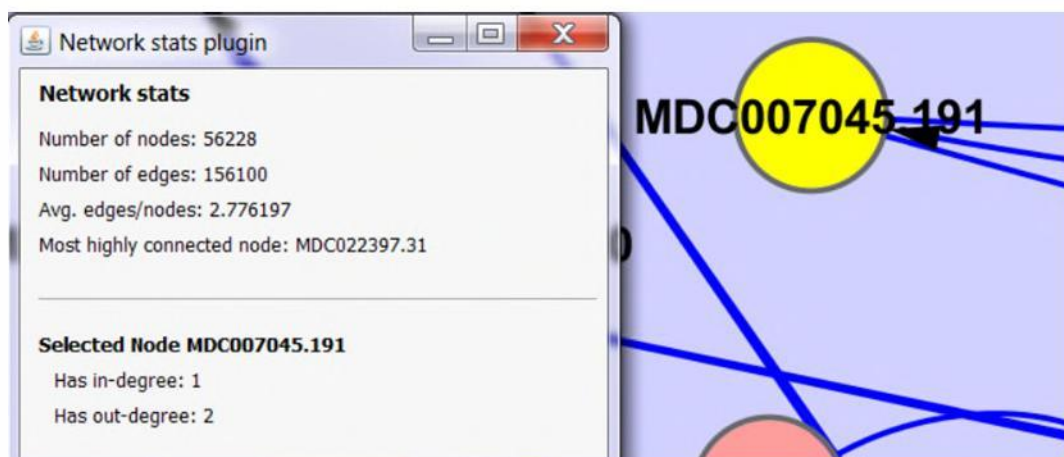 Network stats plugin
Network stats
Number of nodes: 56228
Number of edges: 156100
Avg. edges/nodes: 2.776197
Most highly connected node: MDC022397.31
Selected Node MDC007045.191
Has in-degree: 1
Has out-degree: 2
MDC007045.191